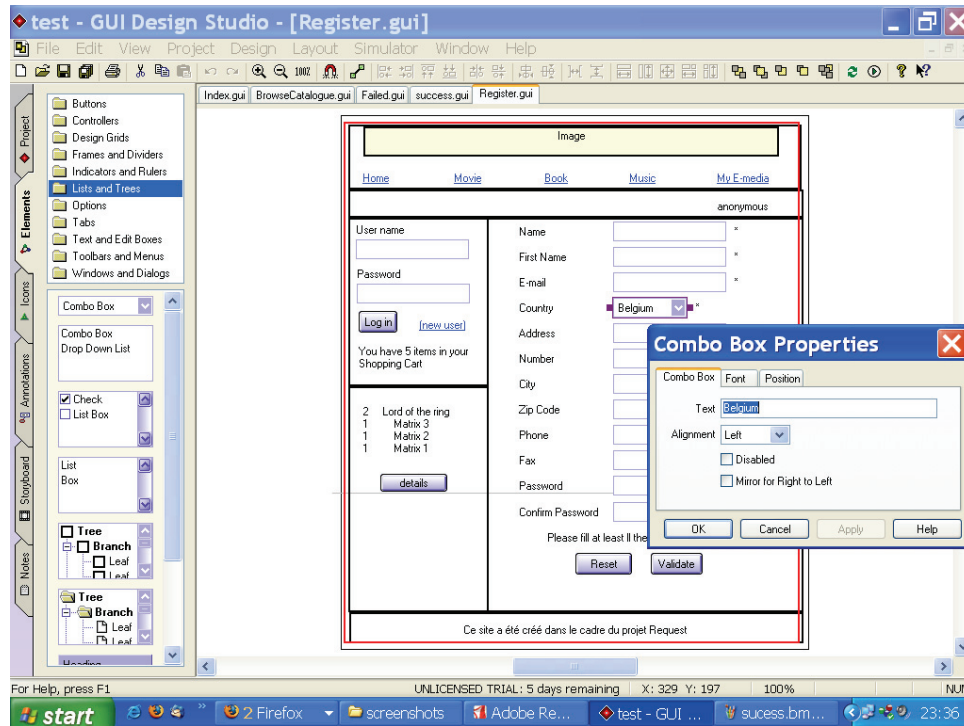 test - GUI Design Studio - [Register.gui]
File Edit View Project Design Layout Simulator Window Help
100%
Index.gui BrowseCatalogue.gui Failed.gui success.gui Register.gui
Project
Elements
Icons
Annotations
Storyboard
Notes
Buttons
Controllers
Design Grids
Frames and Dividers
Indicators and Rulers
Lists and Trees
Options
Tabs
Text and Edit Boxes
Toolbars and Menus
Windows and Dialogs
Combo Box
Combo Box
Drop Down List
Check
List Box
List
Box
Tree
Branch
Leaf
Leaf
Tree
Branch
Leaf
Leaf
Heading
Image
Home Movie Book Music My E-media
anonymous
User name
Password
Log in (new user)
You have 5 items in your
Shopping Cart
2 Lord of the ring
1 Matrix 3
1 Matrix 2
1 Matrix 1
details
Name *
First Name *
E-mail *
Country Belgium *
Address
Number
City
Zip Code
Phone
Fax
Password
Confirm Password
Please fill at least ll the
Reset Validate
Ce site a été créé dans le cadre du projet Request
Combo Box Properties
Combo Box Font Position
Text Belgium
Alignment Left
Disabled
Mirror for Right to Left
OK Cancel Apply Help
For Help, press F1 UNLICENSED TRIAL: 5 days remaining X: 329 Y: 197 100% NU
start 2 Firefox screenshots Adobe Re... test - GUI ... sucess.bm... 23:36